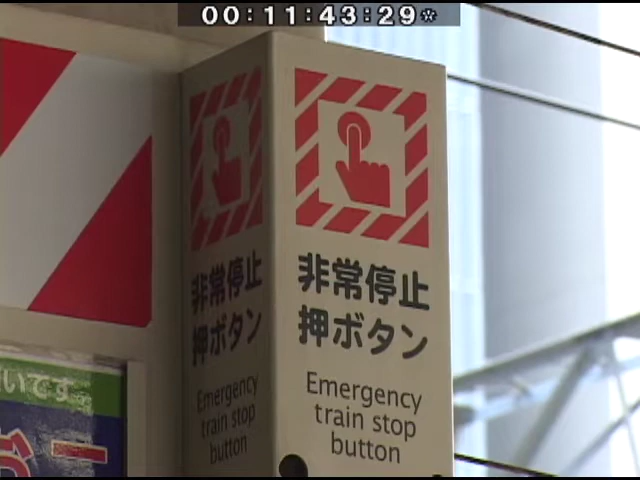 00:11:43:29*
非常停止
押ボタン
Emergency
train stop
button
非常停止
押ボタン
Emergency
train stop
button
いです